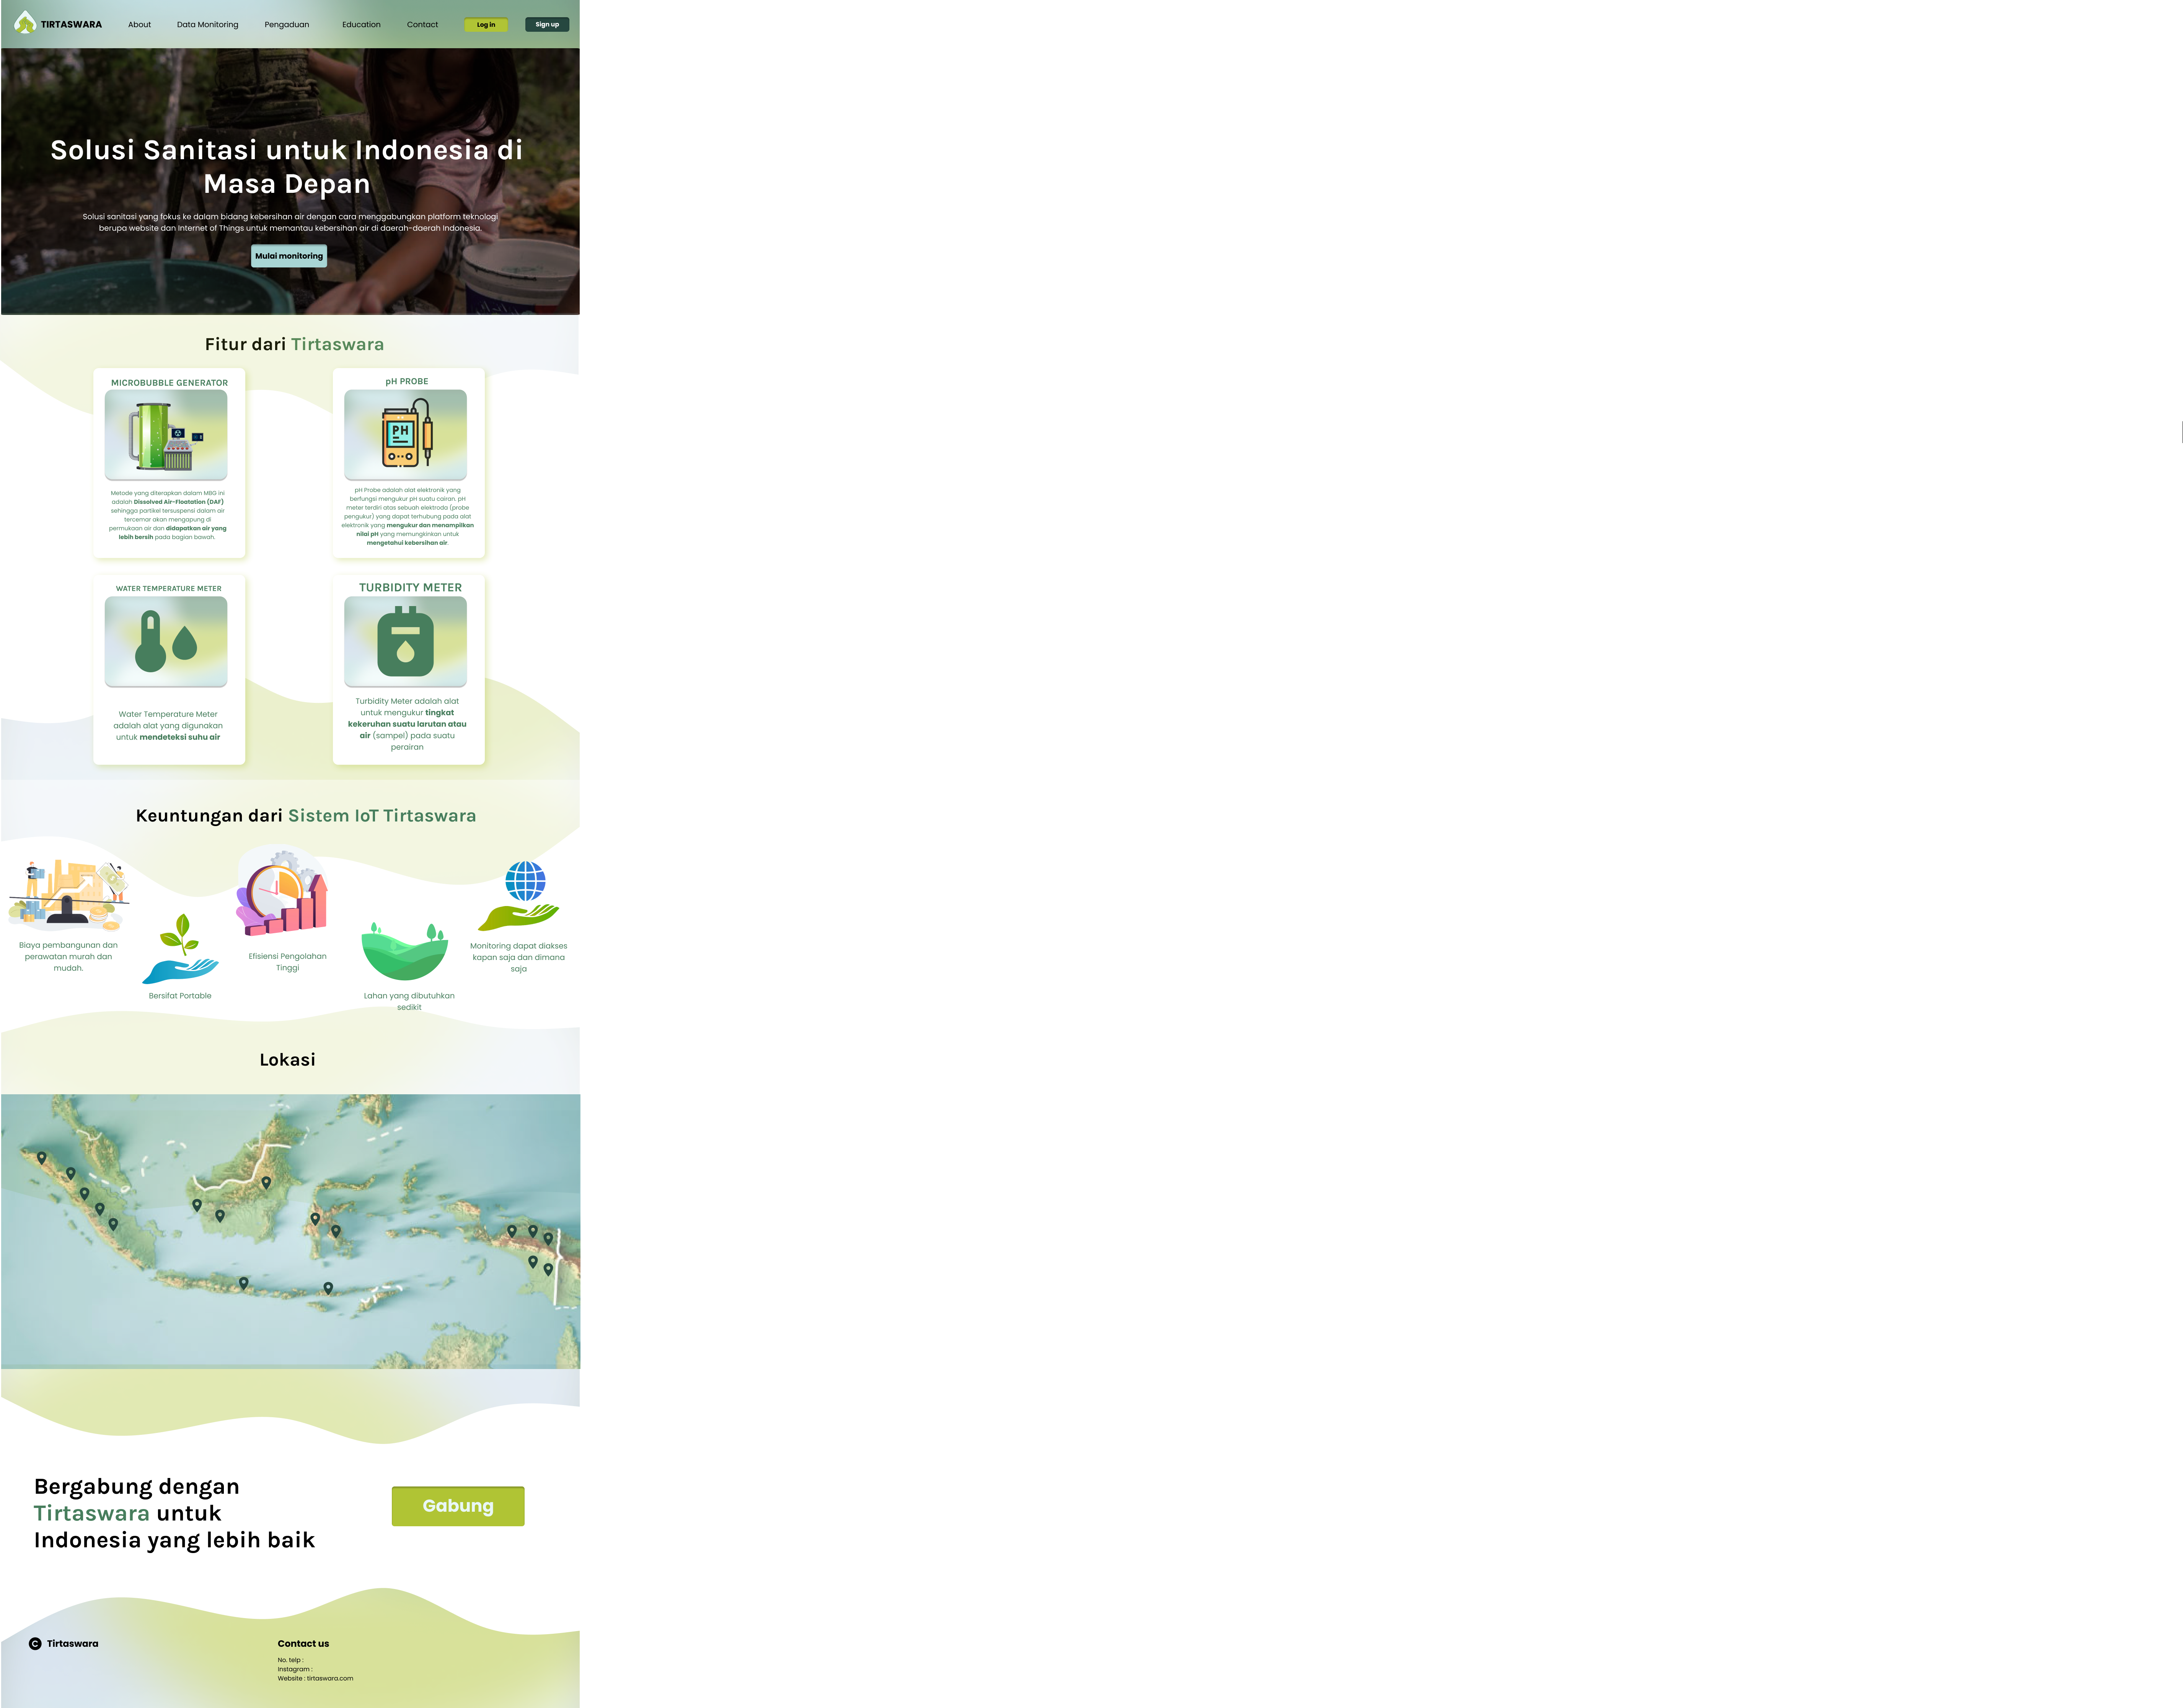 TIRTASWARA
About
Data Monitoring
Pengaduan
Education
Contact
Log in
Sign up
Solusi Sanitasi untuk Indonesia di
Masa Depan
Solusi sanitasi yang fokus ke dalam bidang kebersihan air dengan cara menggabungkan platform teknologi
berupa website dan Internet of Things untuk memantau kebersihan air di daerah-daerah Indonesia.
Mulai monitoring
Fitur dari Tirtaswara
MICROBUBBLE GENERATOR
Metode yang diterapkan dalam MBG ini
adalah Dissolved Air-Floatation (DAF)
sehingga partikel tersuspensi dalam air
tercemar akan mengapung di
permukaan air dan didapatkan air yang
lebih bersih pada bagian bawah.
pH PROBE
PH
pH Probe adalah alat elektronik yang
berfungsi mengukur pH suatu cairan. pH
meter terdiri atas sebuah elektroda (probe
pengukur) yang dapat terhubung pada alat
elektronik yang mengukur dan menampilkan
nilai pH yang memungkinkan untuk
mengetahui kebersihan air.
WATER TEMPERATURE METER
Water Temperature Meter
adalah alat yang digunakan
untuk mendeteksi suhu air
TURBIDITY METER
Turbidity Meter adalah alat
untuk mengukur tingkat
kekeruhan suatu larutan atau
air (sampel) pada suatu
perairan
Keuntungan dari Sistem IoT Tirtaswara
Biaya pembangunan dan
perawatan murah dan
mudah.
Bersifat Portable
Efisiensi Pengolahan
Tinggi
Lahan yang dibutuhkan
sedikit
Monitoring dapat diakses
kapan saja dan dimana
saja
Lokasi
Bergabung dengan
Tirtaswara untuk
Indonesia yang lebih baik
Gabung
C Tirtaswara
Contact us
No. telp :
Instagram :
Website : tirtaswara.com